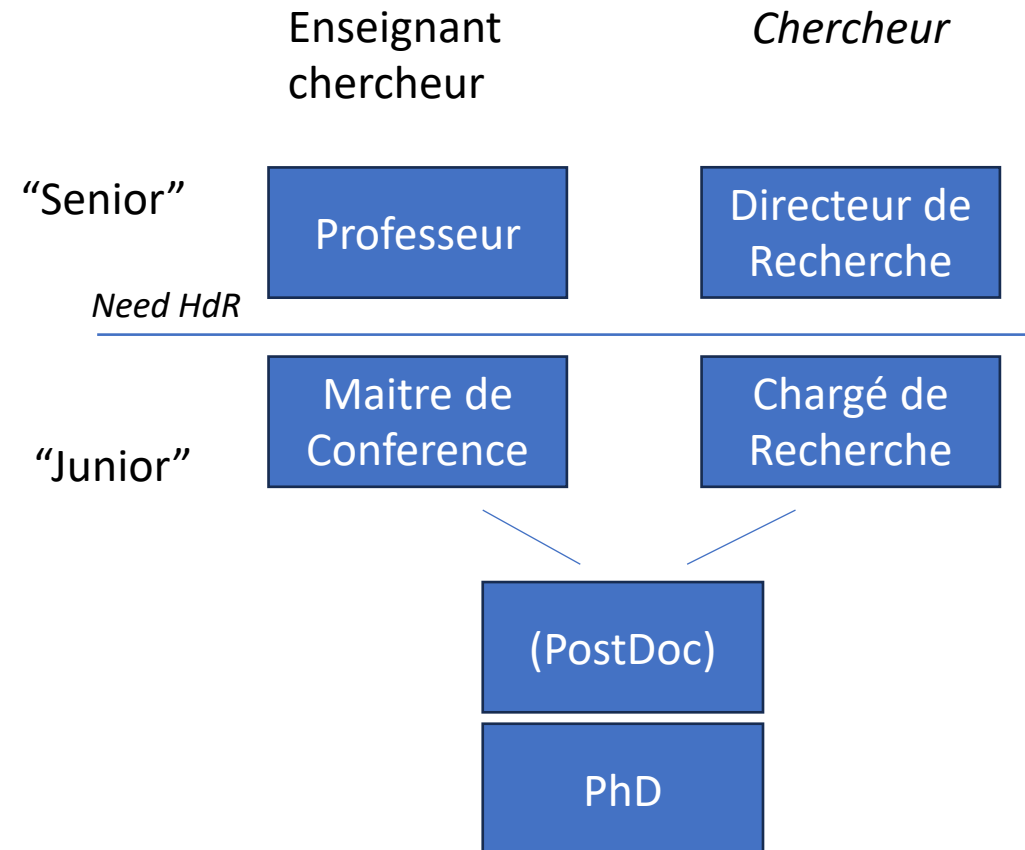 Enseignant
chercheur
Chercheur
“Senior”
Professeur
Directeur de
Recherche
Need HdR
Maitre de
Conference
Chargé de
Recherche
“Junior”
(PostDoc)
PhD